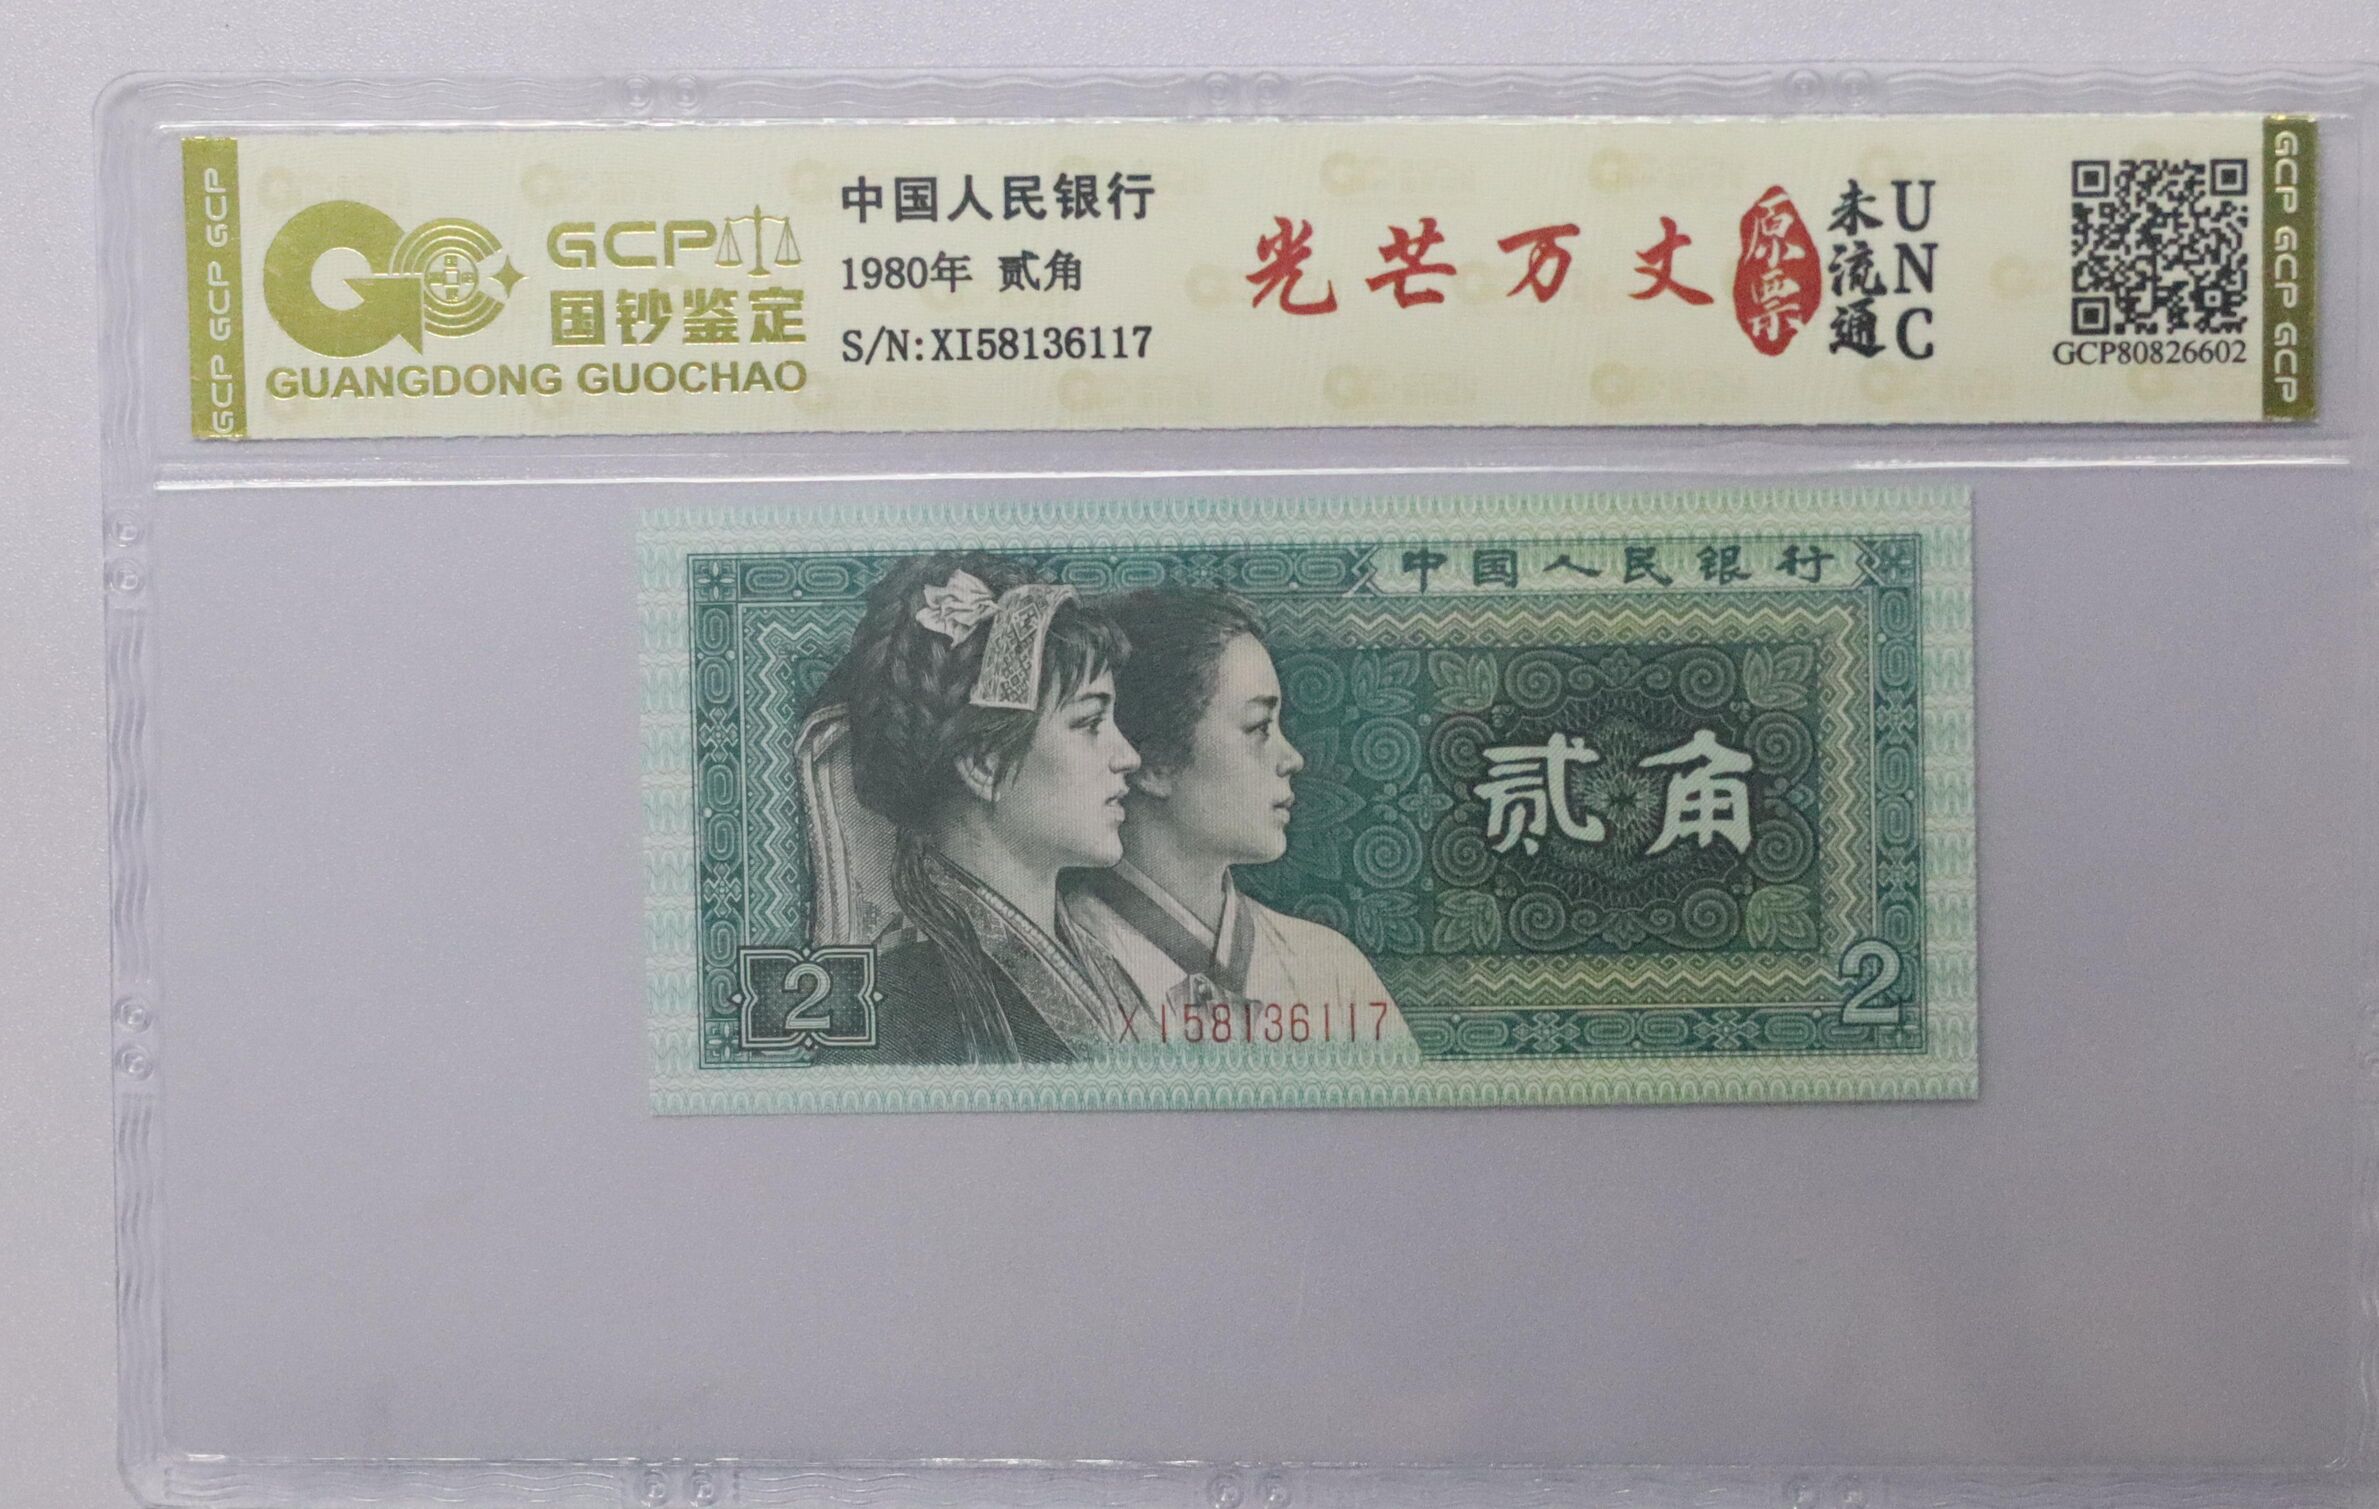 GCP GCP GCP
GCP
国钞鉴定
GUANGDONG GUOCHAO
中国人民银行
1980年 贰角
S/N:XI58136117
光芒万丈
原票
未流通
UNC
GCP80826602
GCP GCP GCP
中国人民银行
贰角
2
XI58136117
2